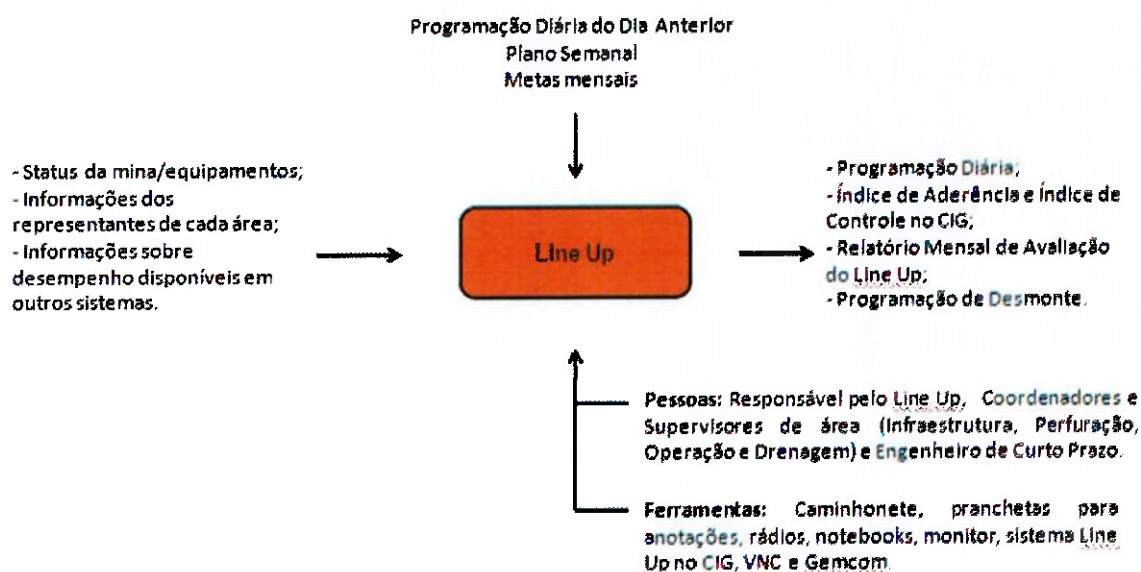 Programação Diária do Dia Anterior
Plano Semanal
Metas mensais
- Status da mina/equipamentos;
- Informações dos
representantes de cada área;
- Informações sobre
desempenho disponíveis em
outros sistemas.
Line Up
- Programação Diária;
- Índice de Aderência e Índice de
Controle no CIG;
- Relatório Mensal de Avaliação
do Line Up;
- Programação de Desmonte.
Pessoas: Responsável pelo Line Up, Coordenadores e
Supervisores de área (Infraestrutura, Perfuração,
Operação e Drenagem) e Engenheiro de Curto Prazo.
Ferramentas: Caminhonete, pranchetas para
anotações, rádios, notebooks, monitor, sistema Line
Up no CIG, VNC e Gemcom.